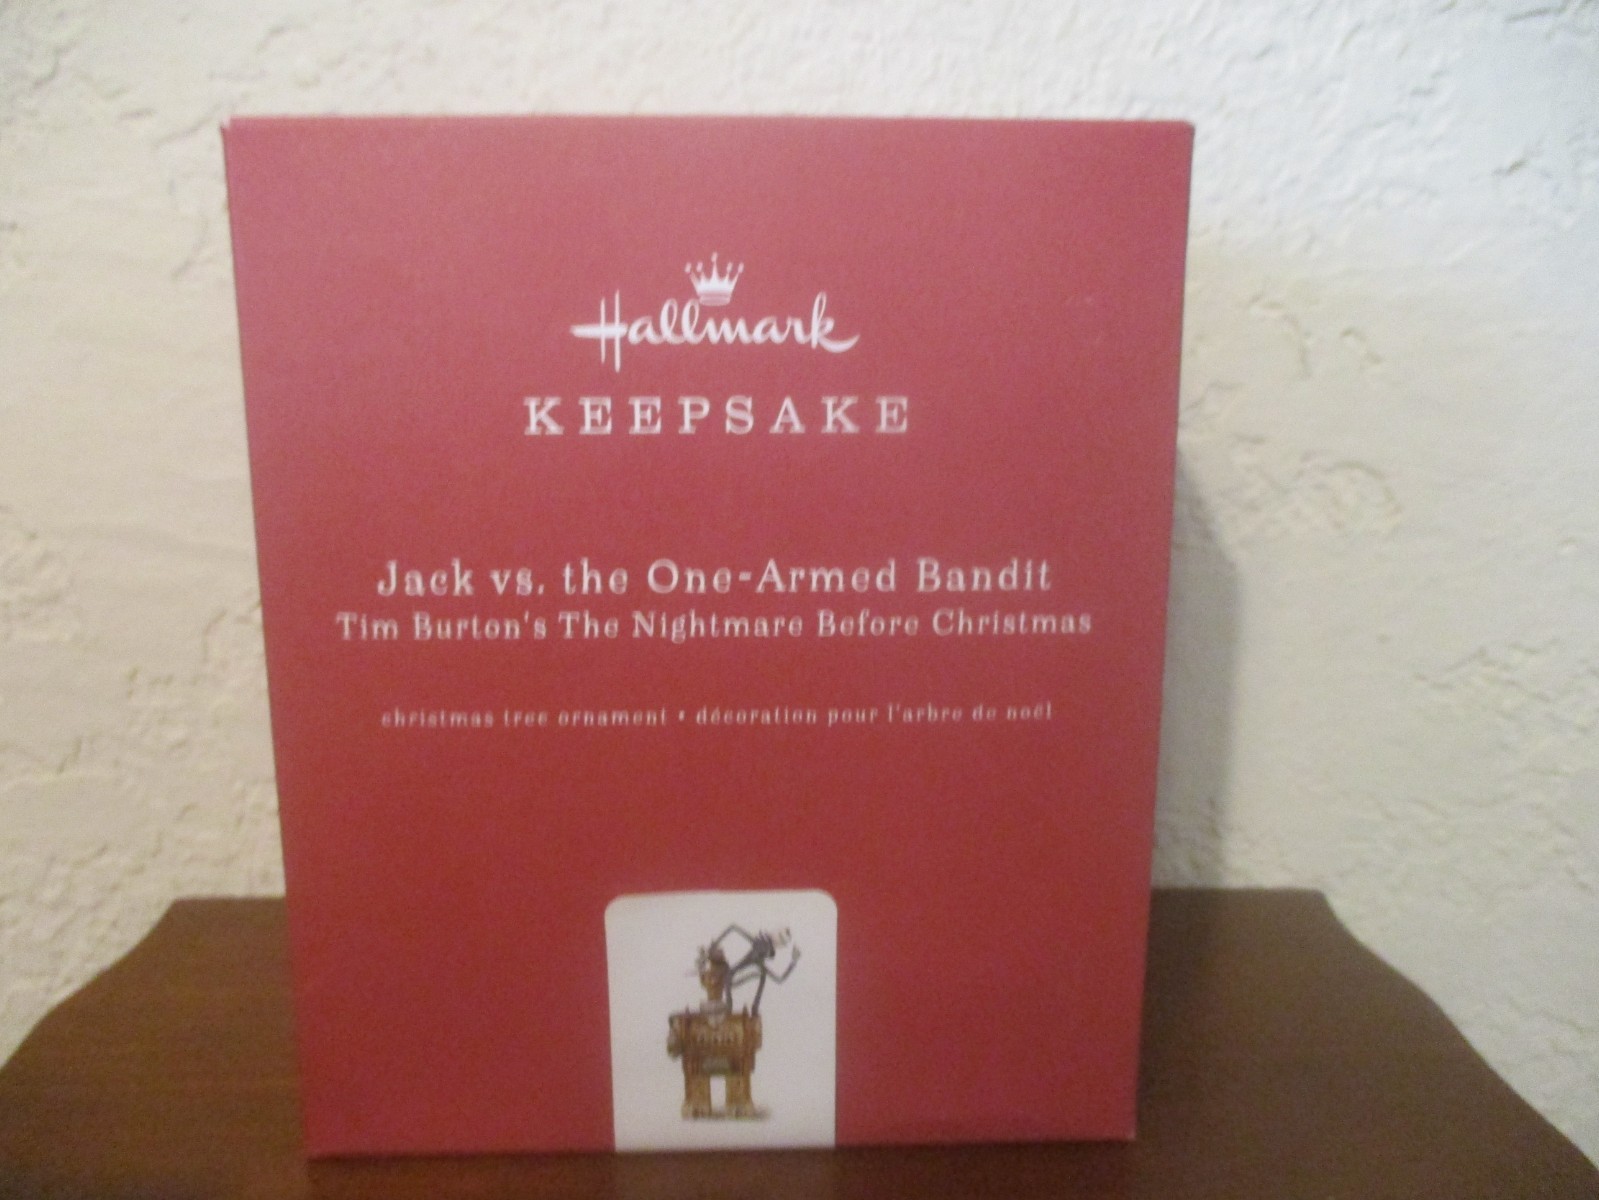 Hallmark
KEEPSAKE
Jack vs. the One-Armed Bandit
Tim Burton's The Nightmare Before Christmas
christmas tree ornament • décoration pour l'arbre de noël